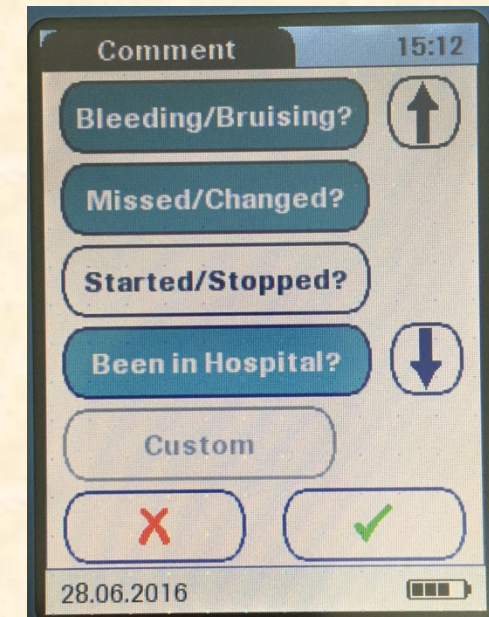 Comment 15:12
Bleeding/Bruising?
Missed/Changed?
Started/Stopped?
Been in Hospital?
Custom
28.06.2016